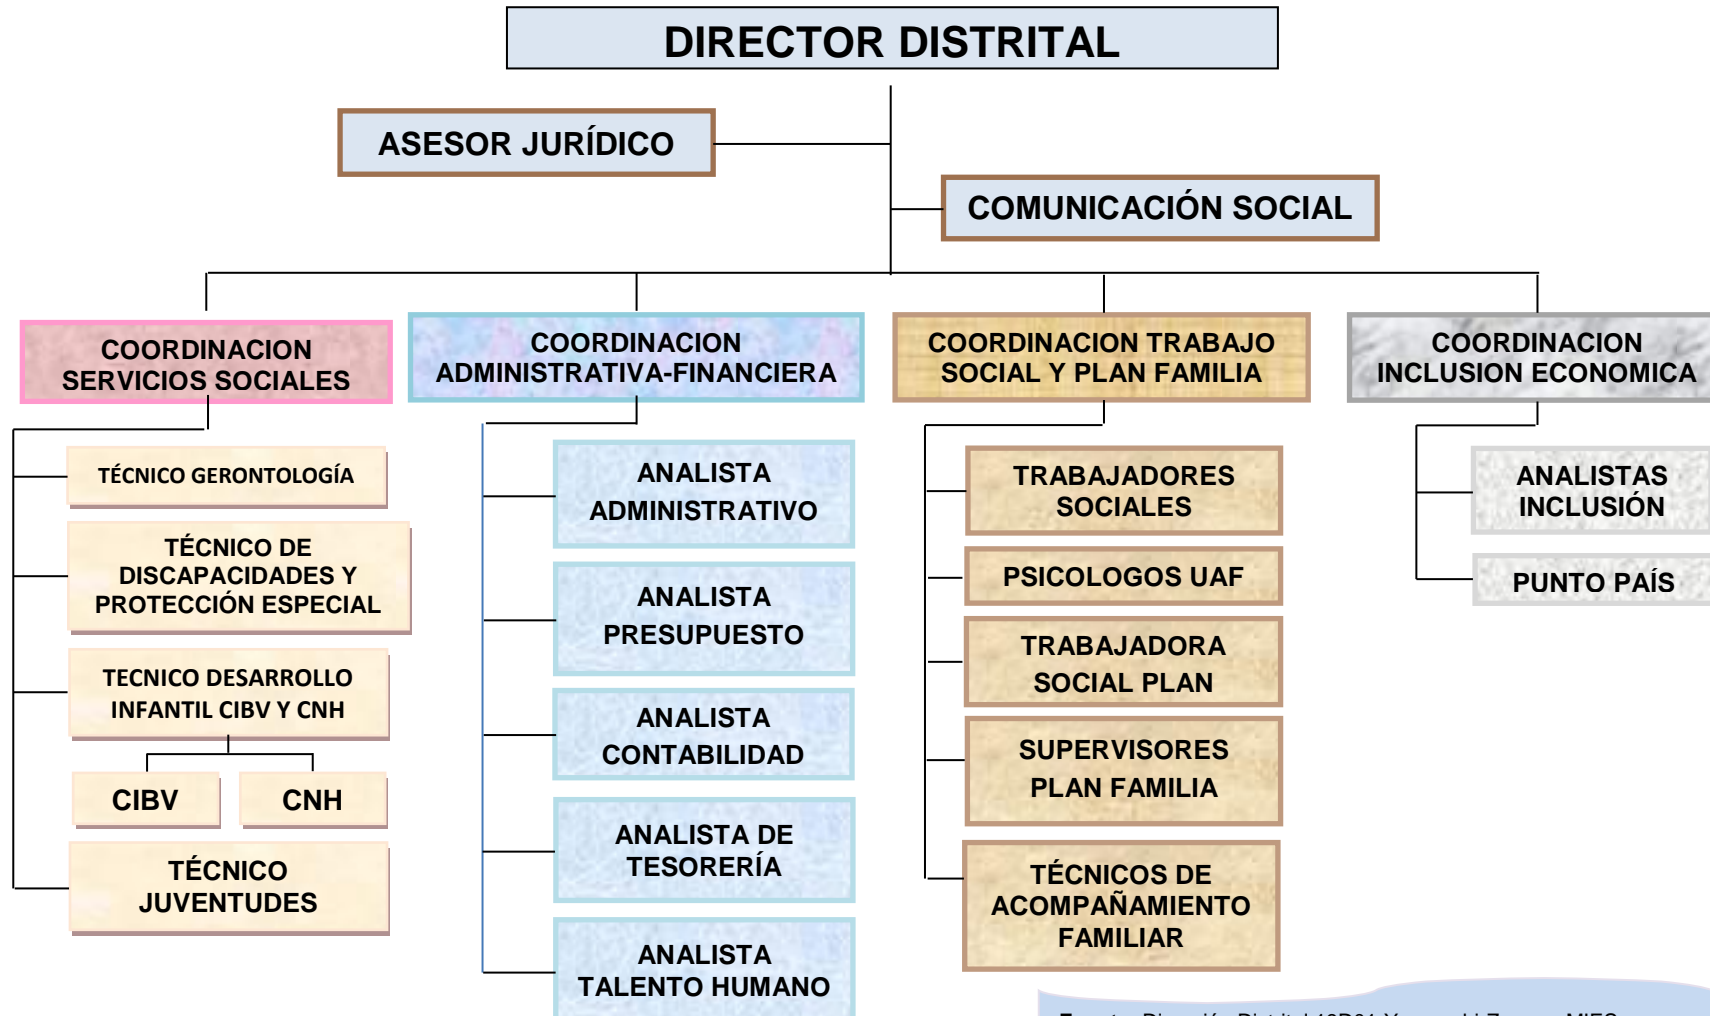 DIRECTOR DISTRITAL
ASESOR JURÍDICO
COMUNICACIÓN SOCIAL
COORDINACION
SERVICIOS SOCIALES
COORDINACION
ADMINISTRATIVA-FINANCIERA
COORDINACION TRABAJO
SOCIAL Y PLAN FAMILIA
COORDINACION
INCLUSION ECONOMICA
TÉCNICO GERONTOLOGÍA
TÉCNICO DE
DISCAPACIDADES Y
PROTECCIÓN ESPECIAL
TECNICO DESARROLLO
INFANTIL CIBV Y CNH
CIBV
CNH
TÉCNICO
JUVENTUDES
ANALISTA
ADMINISTRATIVO
ANALISTA
PRESUPUESTO
ANALISTA
CONTABILIDAD
ANALISTA DE
TESORERÍA
ANALISTA
TALENTO HUMANO
TRABAJADORES
SOCIALES
PSICOLOGOS UAF
TRABAJADORA
SOCIAL PLAN
SUPERVISORES
PLAN FAMILIA
TÉCNICOS DE
ACOMPAÑAMIENTO
FAMILIAR
ANALISTAS
INCLUSIÓN
PUNTO PAÍS